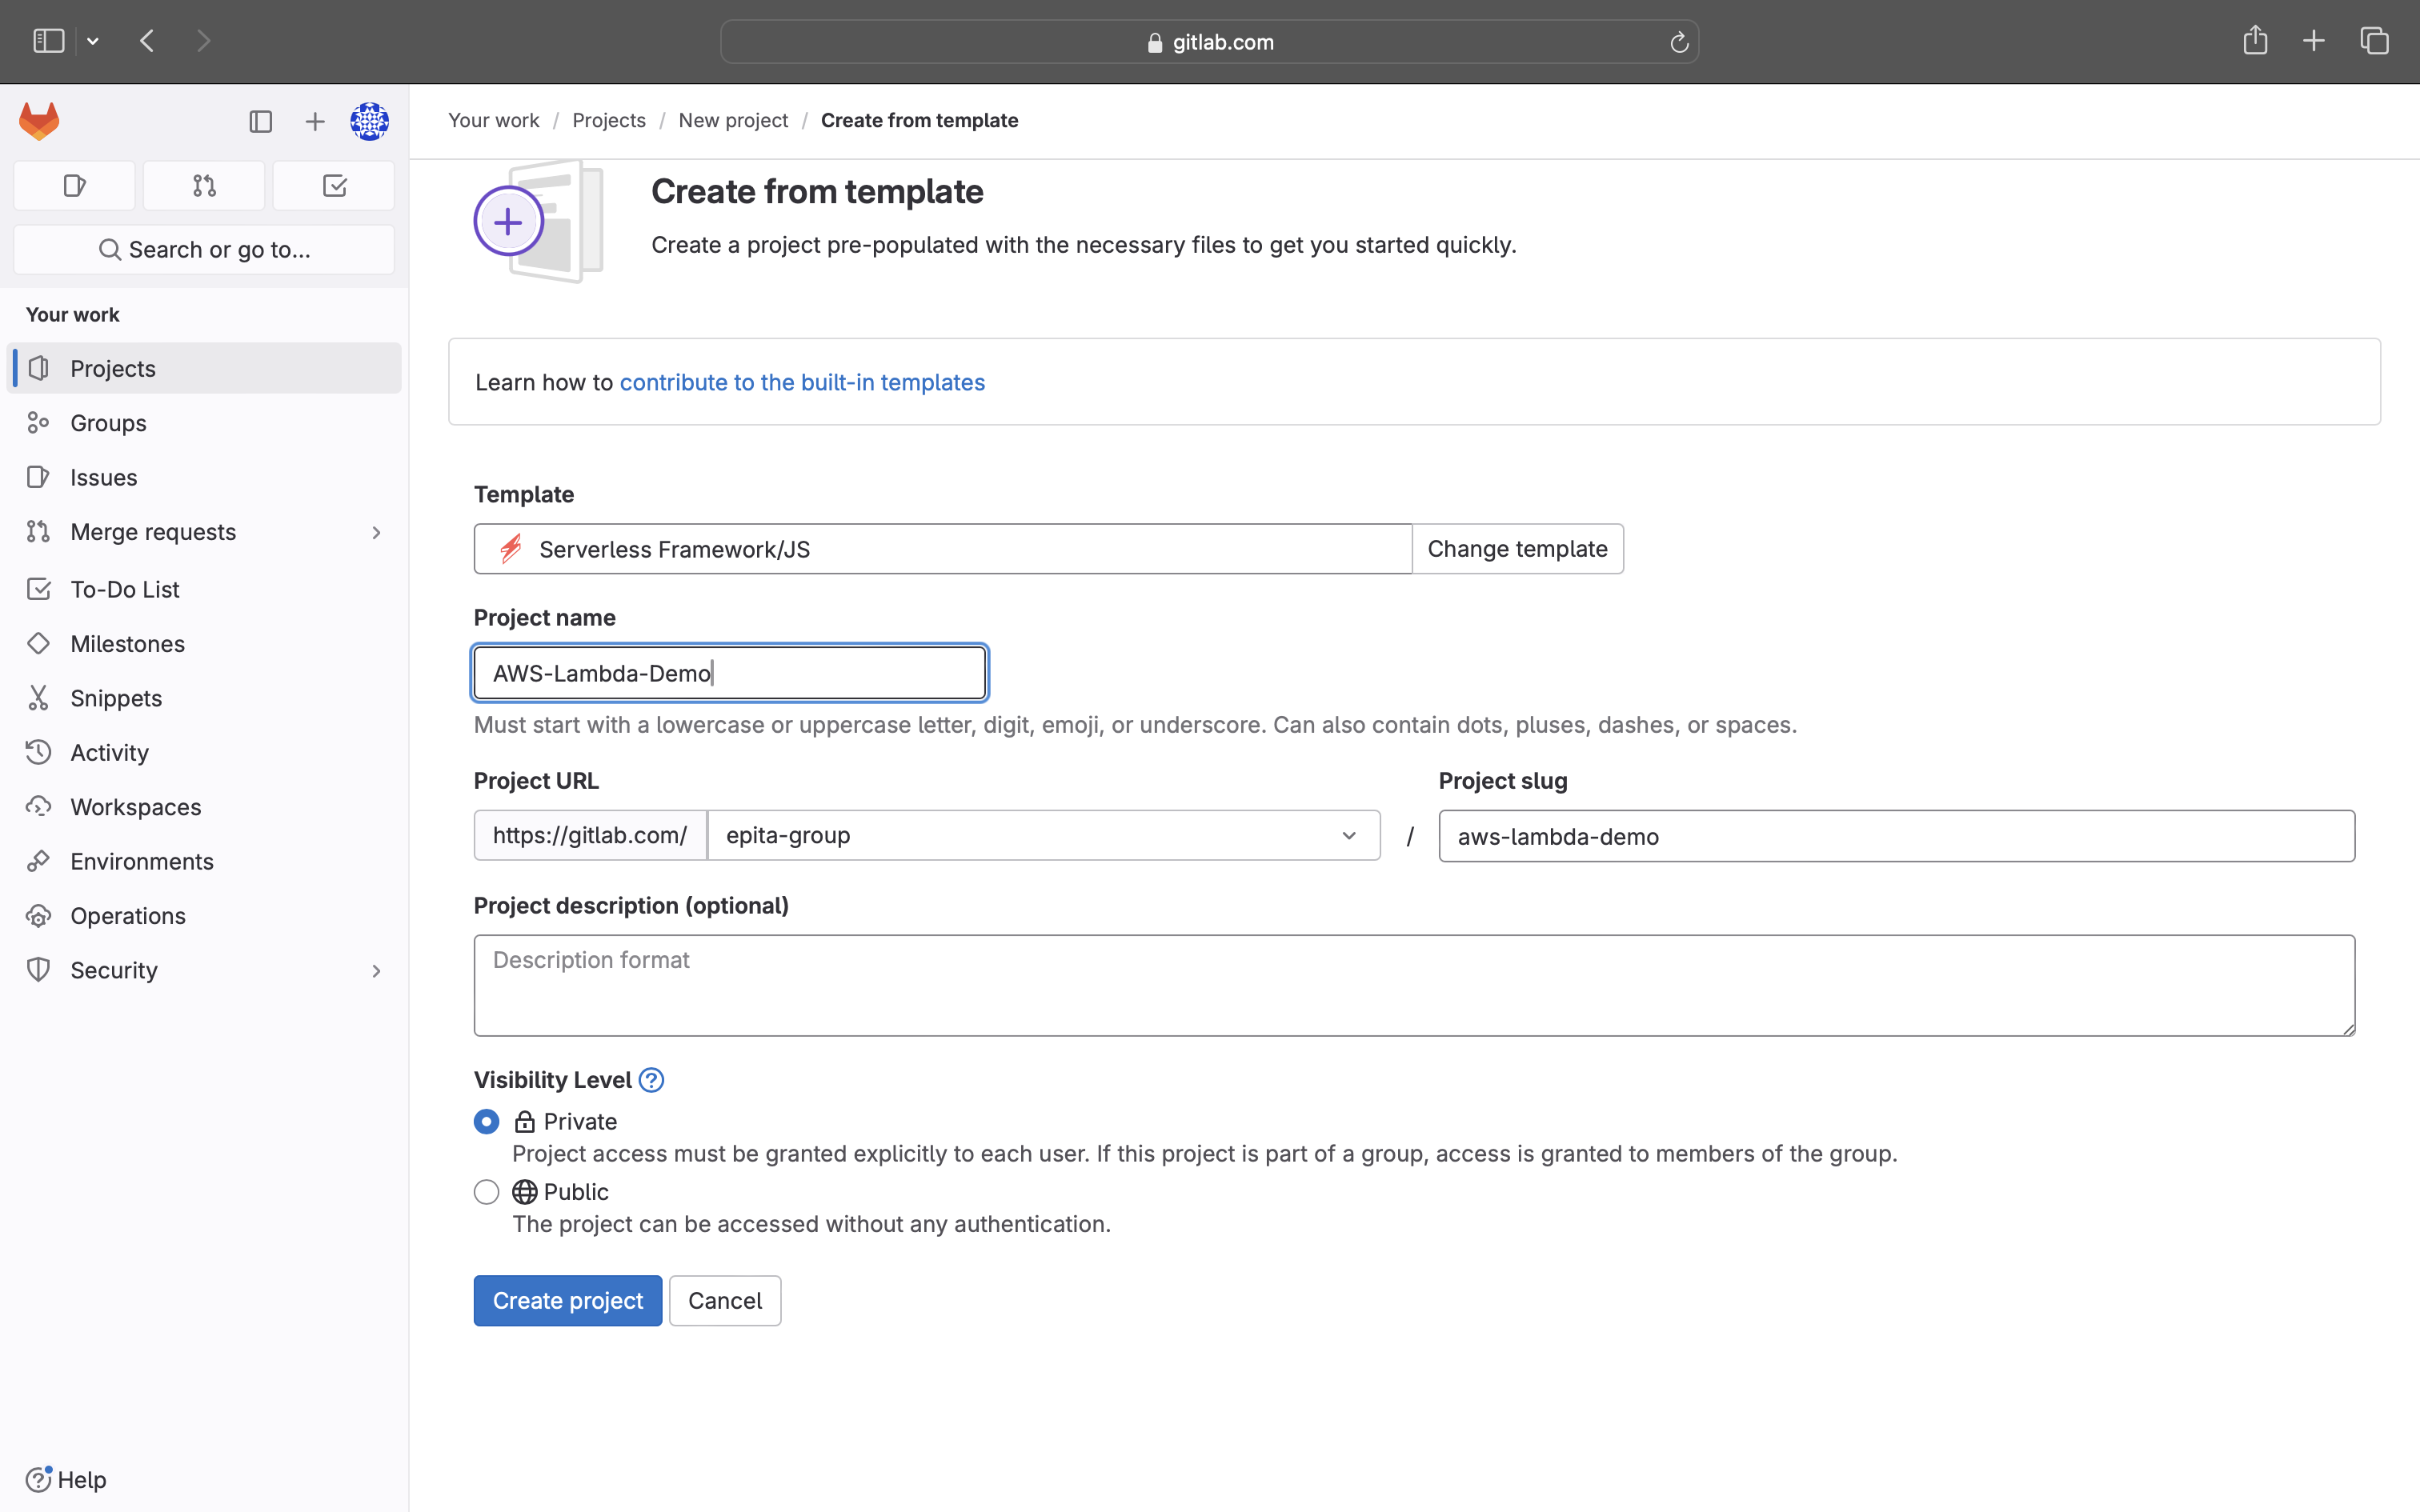 gitlab.com
Your work / Projects / New project / Create from template
Search or go to...
Your work
Projects
Groups
Issues
Merge requests
To-Do List
Milestones
Snippets
Activity
Workspaces
Environments
Operations
Security
Help
Create from template
Create a project pre-populated with the necessary files to get you started quickly.
Learn how to contribute to the built-in templates
Template
Serverless Framework/JS
Change template
Project name
AWS-Lambda-Demo
Must start with a lowercase or uppercase letter, digit, emoji, or underscore. Can also contain dots, pluses, dashes, or spaces.
Project URL
Project slug
https://gitlab.com/ epita-group / aws-lambda-demo
Project description (optional)
Description format
Visibility Level
Private
Project access must be granted explicitly to each user. If this project is part of a group, access is granted to members of the group.
Public
The project can be accessed without any authentication.
Create project
Cancel